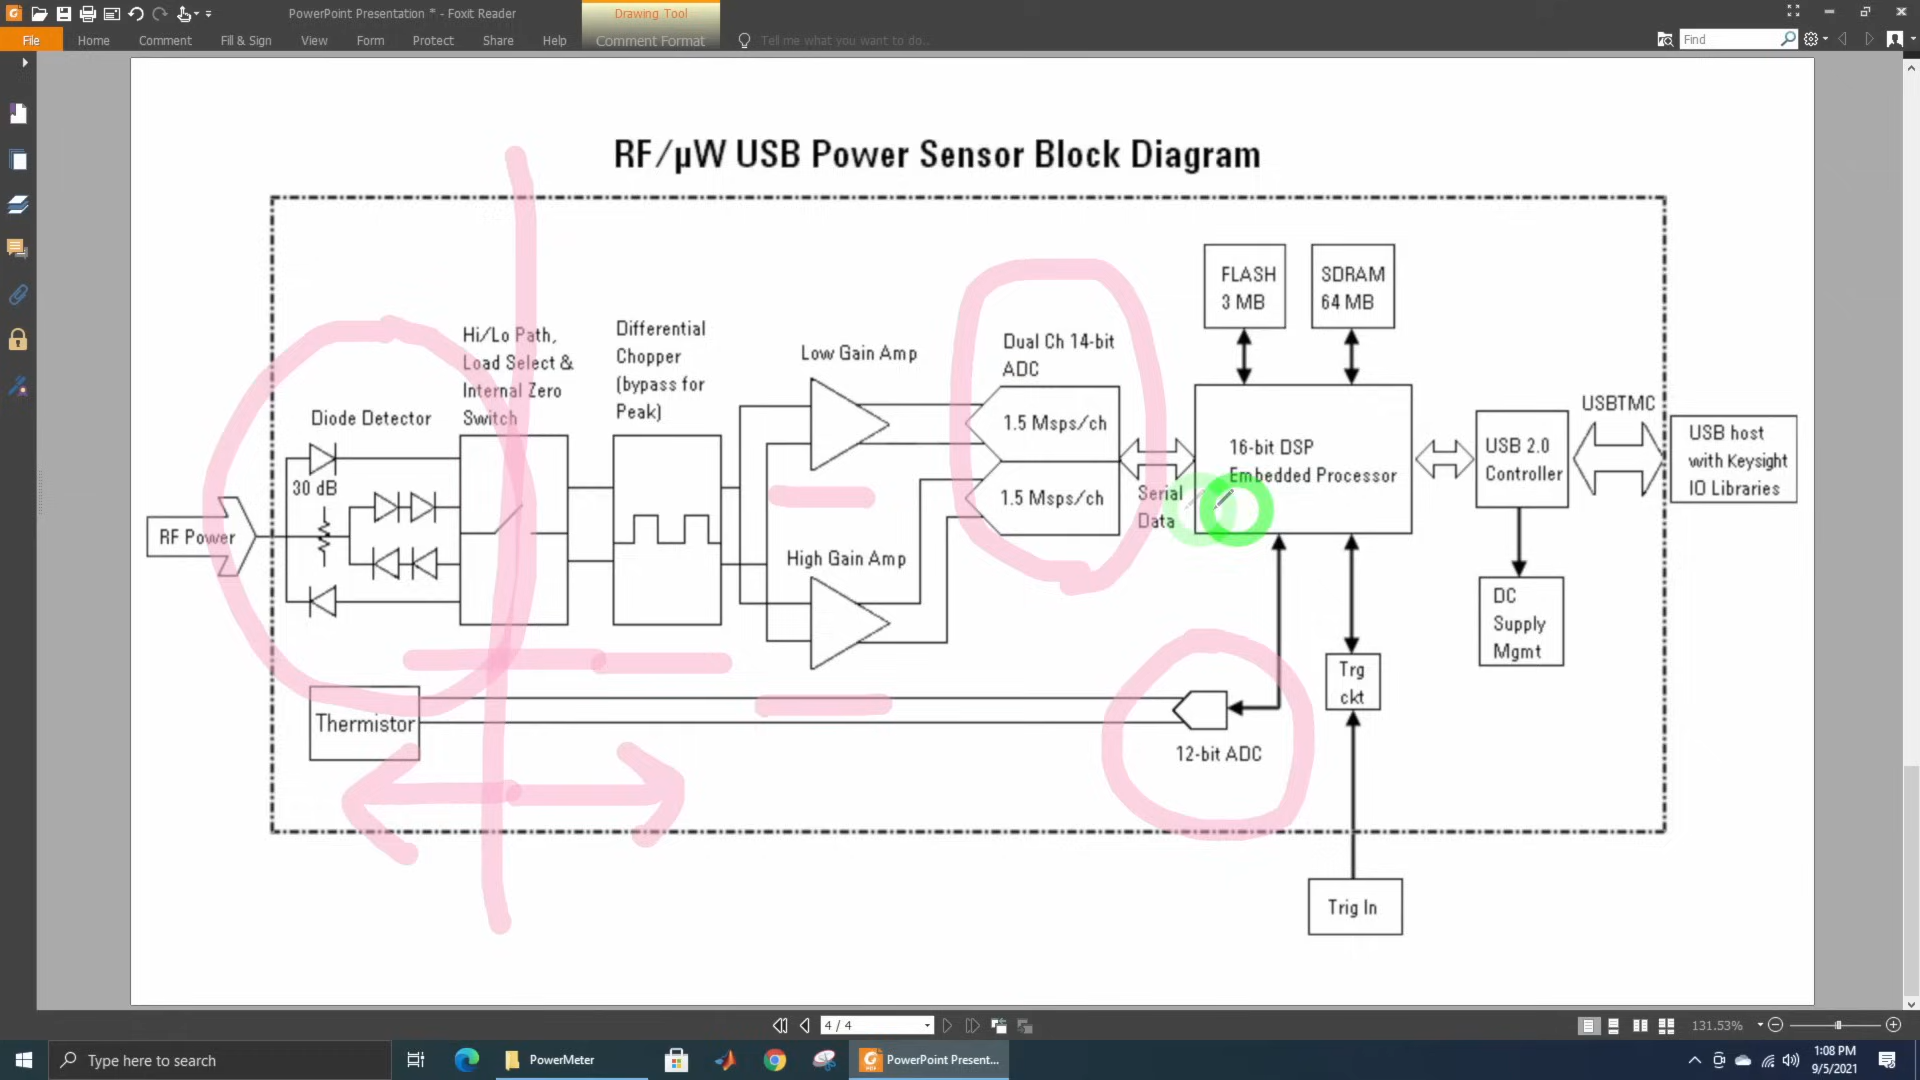 PowerPoint Presentation * - Foxit Reader
Drawing Tool
File
Home
Comment
Fill & Sign
View
Form
Protect
Share
Help
Comment Format
Tell me what you want to do..
Find
RF/µW USB Power Sensor Block Diagram
FLASH
3 MB
SDRAM
64 MB
Hi/Lo Path,
Load Select &
Internal Zero
Switch
Differential
Chopper
(bypass for
Peak)
Low Gain Amp
Dual Ch 14-bit
ADC
Diode Detector
30 dB
RF Power
1.5 Msps/ch
1.5 Msps/ch
Serial
Data
16-bit DSP
Embedded Processor
USB 2.0
Controller
USBTMC
USB host
with Keysight
IO Libraries
High Gain Amp
DC
Supply
Mgmt
Trg
ckt
Thermistor
12-bit ADC
Trig In
4 / 4
131.53%
Type here to search
PowerMeter
PowerPoint Present...
1:08 PM
9/5/2021